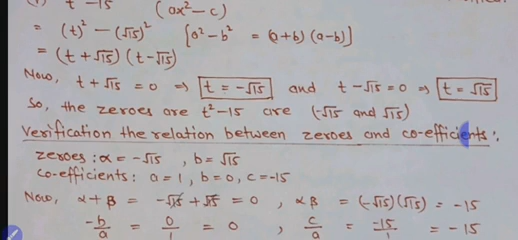 t² -15 (ax²-c)
= (t)² - (√15)² [a²-b² = (a+b) (a-b)]
= (t + √15) (t - √15)
Now, t + √15 = 0 ⇒ t = -√15 and t - √15 = 0 ⇒ t = √15
So, the zeroes are t² - 15 are (-√15 and √15)
Verification the relation between zeroes and co-efficients:
zeroes : α = -√15 , b = √15
co-efficients: a = 1, b = 0, c = -15
Now, α + β = -√15 + √15 = 0 , αβ = (-√15)(√15) = -15
-b/a = 0/1 = 0 , c/a = -15/1 = -15